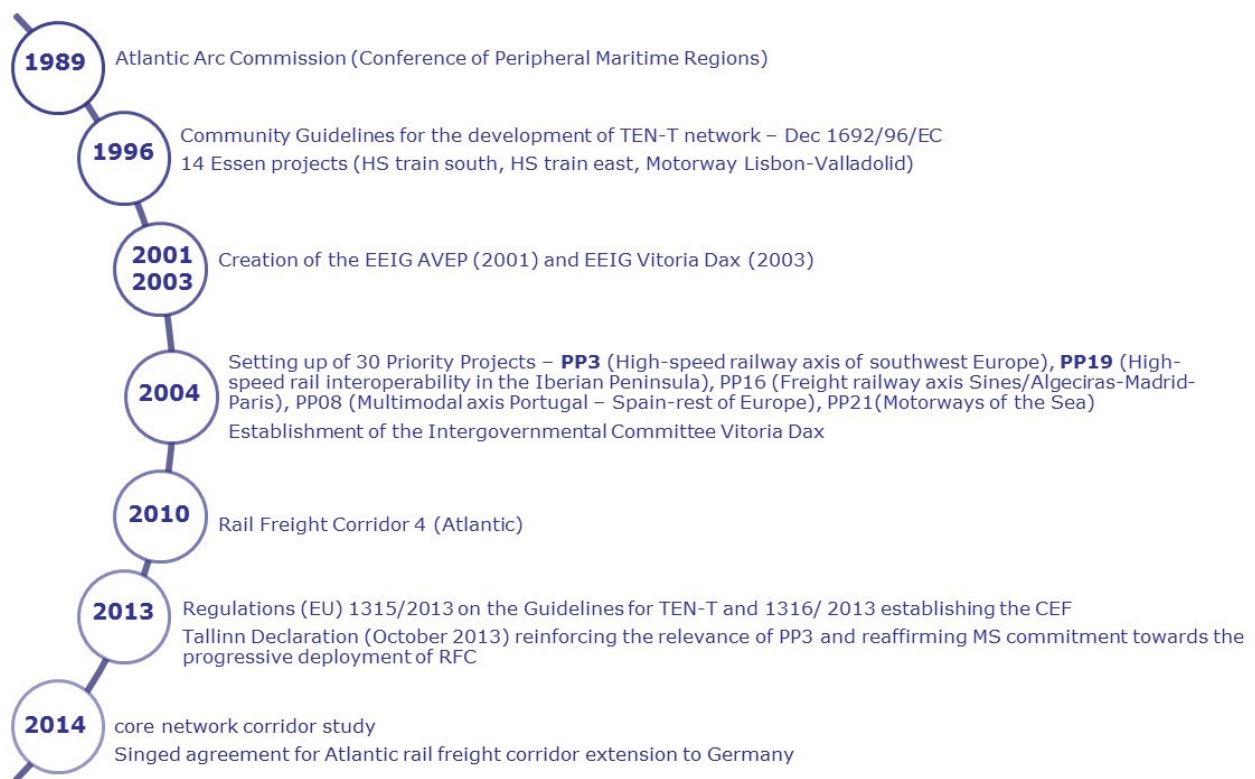 1989
Atlantic Arc Commission (Conference of Peripheral Maritime Regions)
1996
Community Guidelines for the development of TEN-T network – Dec 1692/96/EC
14 Essen projects (HS train south, HS train east, Motorway Lisbon-Valladolid)
2001
2003
Creation of the EEIG AVEP (2001) and EEIG Vitoria Dax (2003)
2004
Setting up of 30 Priority Projects – PP3 (High-speed railway axis of southwest Europe), PP19 (High-
speed rail interoperability in the Iberian Peninsula), PP16 (Freight railway axis Sines/Algeciras-Madrid-
Paris), PP08 (Multimodal axis Portugal – Spain-rest of Europe), PP21(Motorways of the Sea)
Establishment of the Intergovernmental Committee Vitoria Dax
2010
Rail Freight Corridor 4 (Atlantic)
2013
Regulations (EU) 1315/2013 on the Guidelines for TEN-T and 1316/ 2013 establishing the CEF
Tallinn Declaration (October 2013) reinforcing the relevance of PP3 and reaffirming MS commitment towards the
progressive deployment of RFC
2014
core network corridor study
Singed agreement for Atlantic rail freight corridor extension to Germany